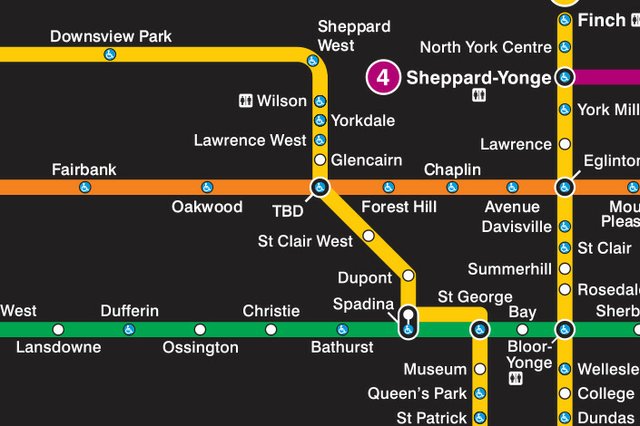 Finch
Sheppard
West
Downsview Park
North York Centre
4
Sheppard-Yonge
Wilson
York Mill
Yorkdale
Lawrence West
Lawrence
Glencairn
Eglinton
Fairbank
Chaplin
Oakwood
TBD
Forest Hill
Avenue
Mou
Pleas
Davisville
St Clair West
St Clair
Summerhill
Dupont
Rosedale
Spadina
St George
West
Dufferin
Christie
Bay
Sherb
Lansdowne
Ossington
Bathurst
Bloor-
Yonge
Museum
Wellesle
Queen's Park
College
St Patrick
Dundas